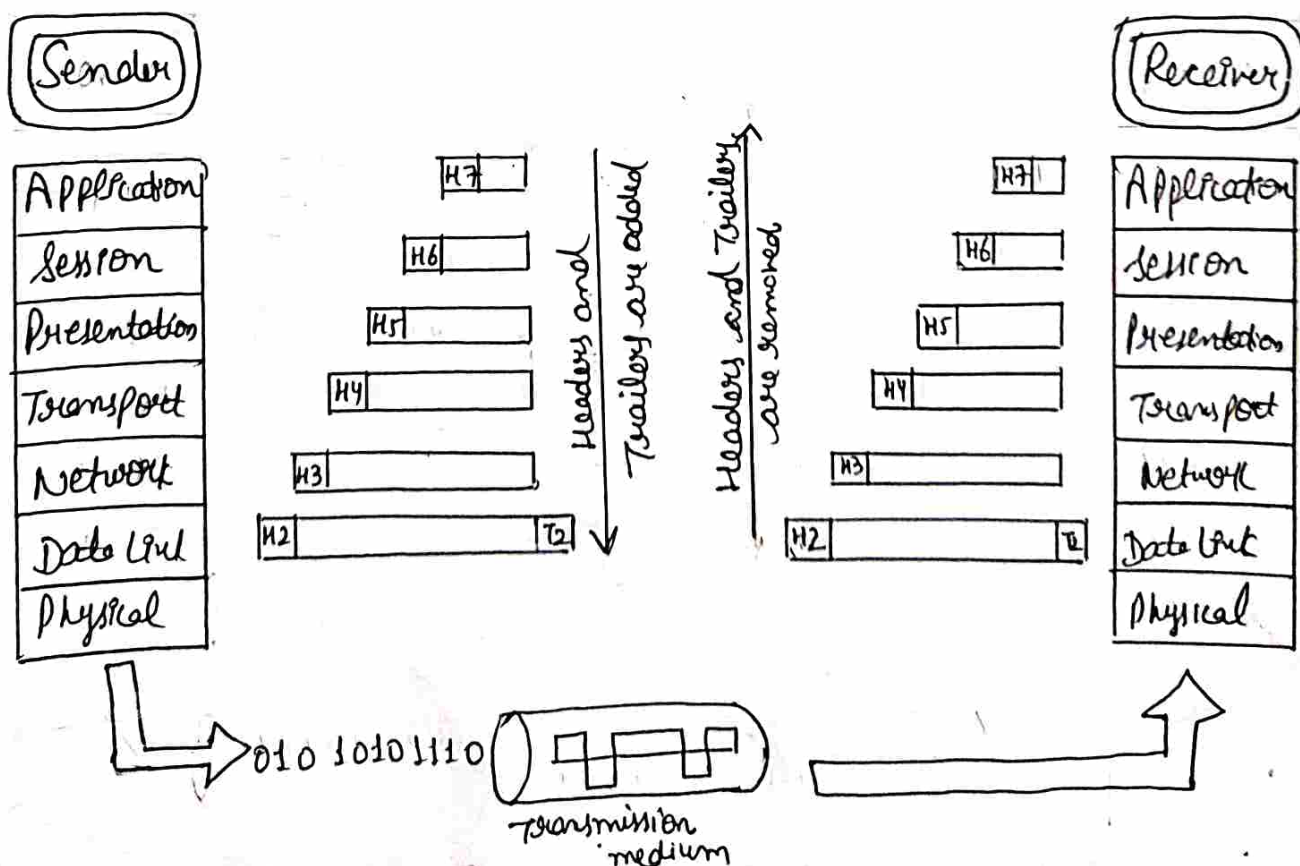 Sender
Receiver
Application
Session
Presentation
Transport
Network
Data Link
Physical
H7
H6
H5
H4
H3
H2 T2
Headers and
Trailers are added
Headers and Trailers
are removed
H7
H6
H5
H4
H3
H2 T2
Application
Session
Presentation
Transport
Network
Data Link
Physical
010 10101110
Transmission
medium